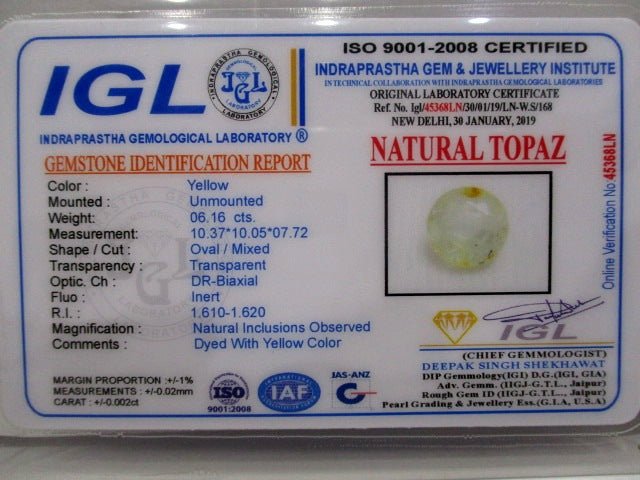 IGL
INDRAPRASTHA GEMOLOGICAL
IGL
LABORATORY
LABORATORY
INDRAPRASTHA GEMOLOGICAL LABORATORY ®
GEMSTONE IDENTIFICATION REPORT
Color : Yellow
Mounted : Unmounted
Weight: 06.16 cts.
Measurement: 10.37*10.05*07.72
Shape / Cut : Oval / Mixed
Transparency : Transparent
Optic. Ch : DR-Biaxial
Fluo : Inert
R.I. : 1.610-1.620
Magnification : Natural Inclusions Observed
Comments : Dyed With Yellow Color
MARGIN PROPORTION :+/-1%
MEASUREMENTS : +/-0.02mm
CARAT : +/-0.002ct
ISO
9001:2008
IAF
JAS-ANZ
ISO 9001-2008 CERTIFIED
INDRAPRASTHA GEM & JEWELLERY INSTITUTE
IN TECHNICAL COLLABORATION WITH INDRAPRASTHA GEMOLOGICAL LABORATORIES
ORIGINAL LABORATORY CERTIFICATE
Ref. No. Igl/45368LN/30/01/19/LN-W.S/168
NEW DELHI, 30 JANUARY, 2019
NATURAL TOPAZ
Online Verification No.45368LN
IGL
(CHIEF GEMMOLOGIST)
DEEPAK SINGH SHEKHAWAT
DIP Gemmology(IGI) D.G.(IGI, GIA)
Adv. Gemm. (IIGJ-G.T.L., Jaipur)
Rough Gem ID (IIGJ-G.T.L.., Jaipur)
Pearl Grading & Jewellery Ess.(G.I.A, U.S.A)